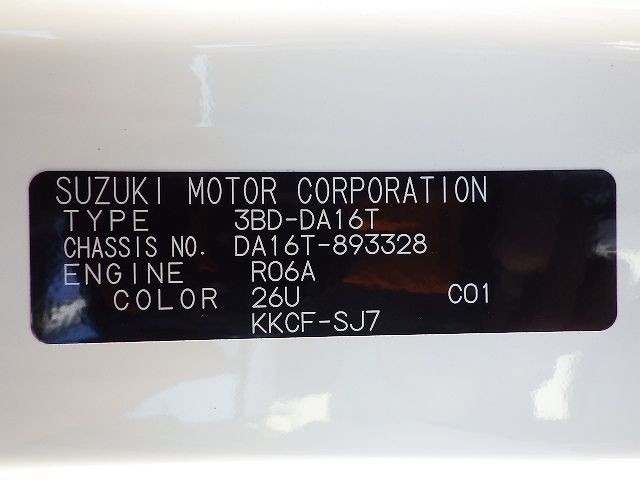 SUZUKI MOTOR CORPORATION
TYPE 3BD-DA16T
CHASSIS NO. DA16T-893328
ENGINE R06A
COLOR 26U C01
KKCF-SJ7